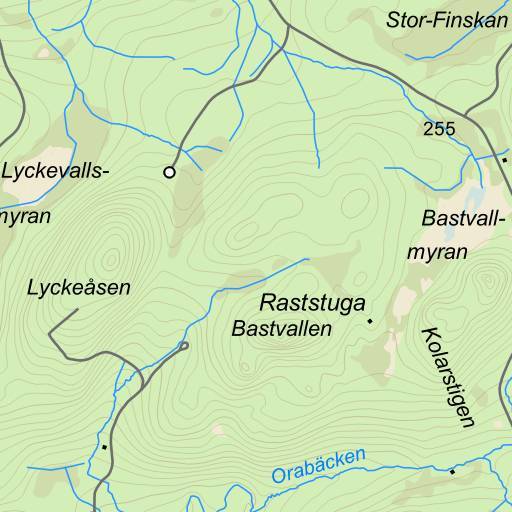 Stor-Finskan
255
Lyckevalls-
myran
Bastvall-
myran
Lyckeåsen
Raststuga
Bastvallen
Kolarstigen
Orabäcken